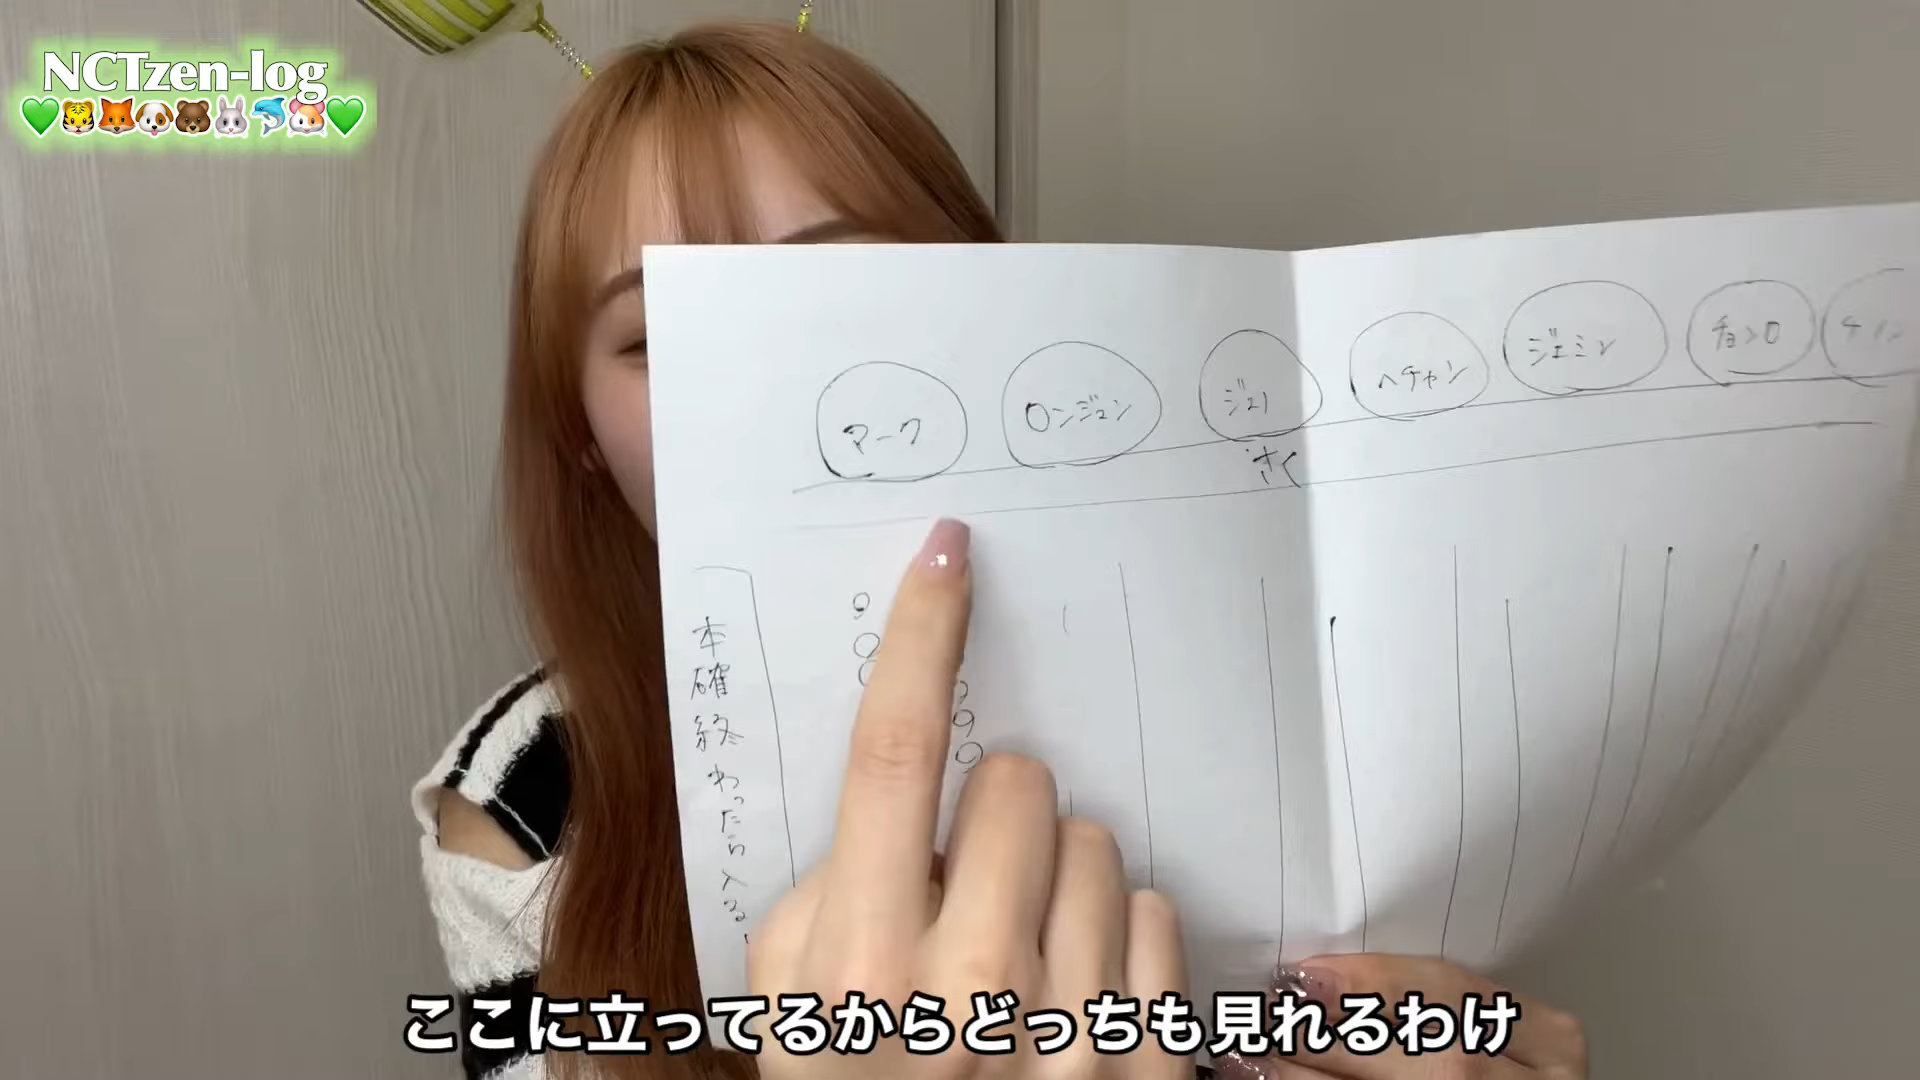 NCTzen-log
💚🐯🦊🐶🐻🐰🐬🐹💚
マーク
ロンジュン
ジェノ
ヘチャン
ジェミン
チョンロ
さく
本確終わったら入る
ここに立ってるからどっちも見れるわけ